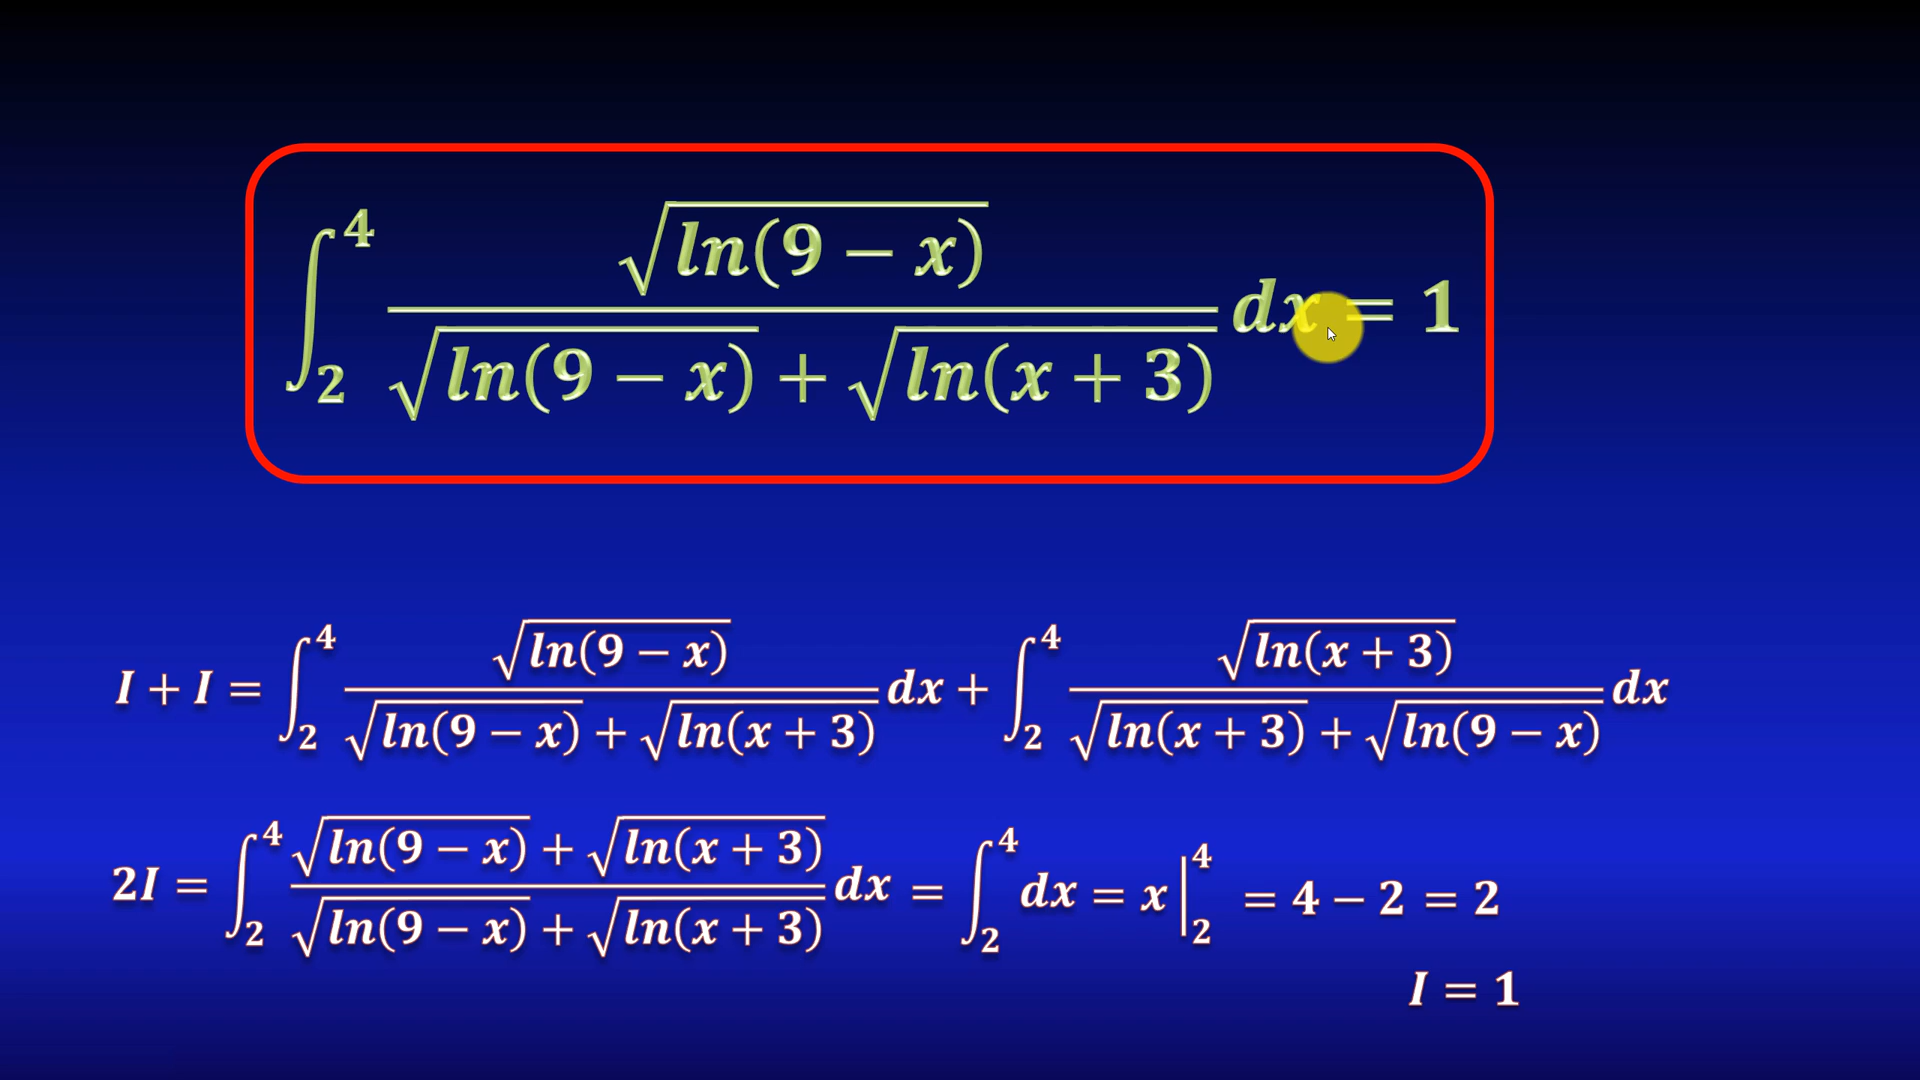 ∫₂⁴ √(ln(9 − x)) / (√(ln(9 − x)) + √(ln(x + 3))) dx = 1
I + I = ∫₂⁴ √(ln(9 − x)) / (√(ln(9 − x)) + √(ln(x + 3))) dx + ∫₂⁴ √(ln(x + 3)) / (√(ln(x + 3)) + √(ln(9 − x))) dx
2I = ∫₂⁴ (√(ln(9 − x)) + √(ln(x + 3))) / (√(ln(9 − x)) + √(ln(x + 3))) dx = ∫₂⁴ dx = x |₂⁴ = 4 − 2 = 2
I = 1